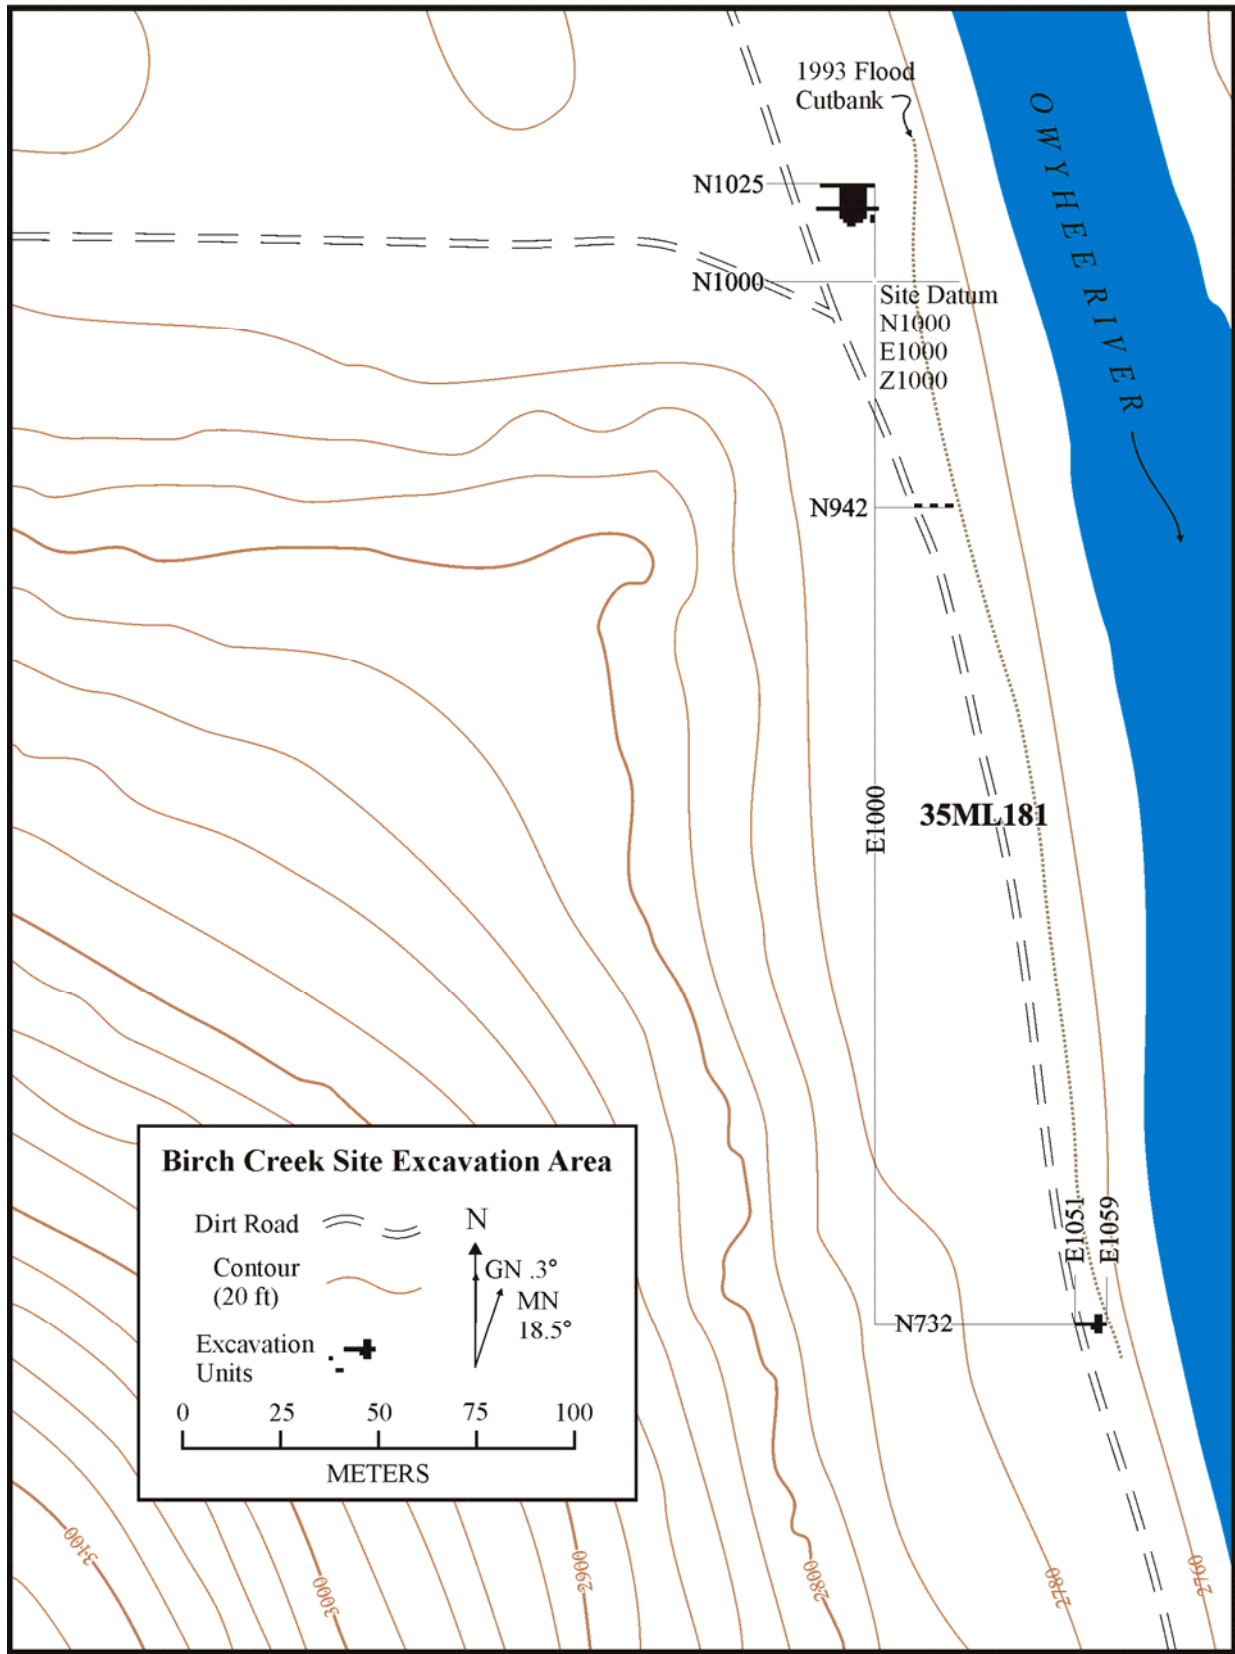 1993 Flood
Cutbank
OWYHEE RIVER
N1025
N1000
Site Datum
N1000
E1000
Z1000
N942
E1000
35ML181
E1051
E1059
N732
Birch Creek Site Excavation Area
Dirt Road
Contour
(20 ft)
Excavation
Units
N
GN .3°
MN
18.5°
0 25 50 75 100
METERS
3100
3000
2900
2800
2780
2760